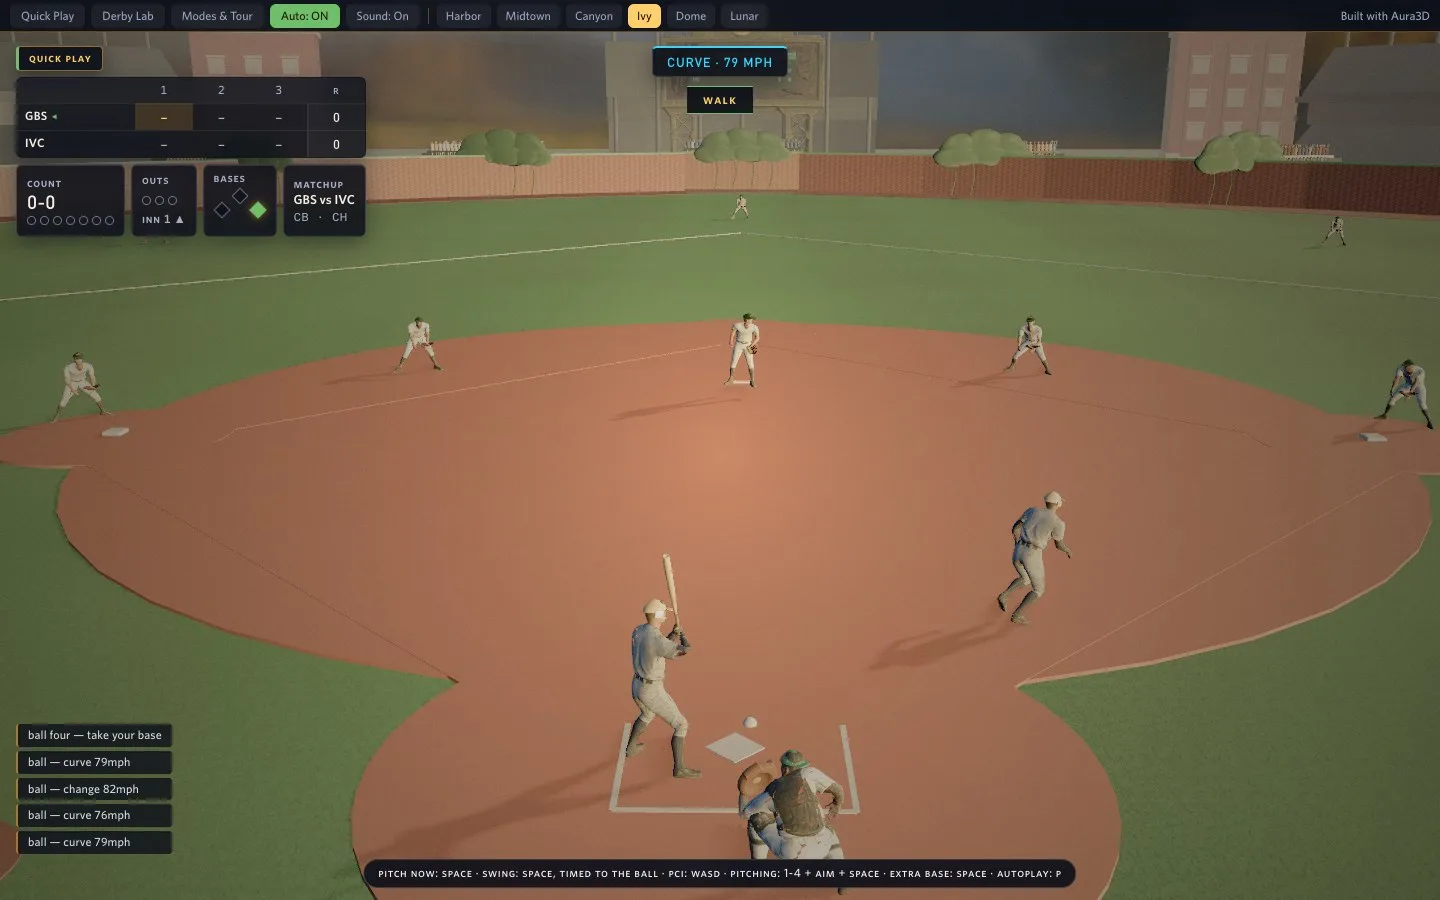 Quick Play Derby Lab Modes & Tour Auto: ON Sound: On Harbor Midtown Canyon Ivy Dome Lunar Built with Aura3D
QUICK PLAY
CURVE · 79 MPH
WALK
1 2 3 R
GBS ◂ – – – 0
IVC – – – 0
COUNT
0-0
OUTS
INN 1 ▲
BASES
MATCHUP
GBS vs IVC
CB · CH
ball four — take your base
ball — curve 79mph
ball — change 82mph
ball — curve 76mph
ball — curve 79mph
PITCH NOW: SPACE · SWING: SPACE, TIMED TO THE BALL · PCI: WASD · PITCHING: 1-4 + AIM + SPACE · EXTRA BASE: SPACE · AUTOPLAY: P